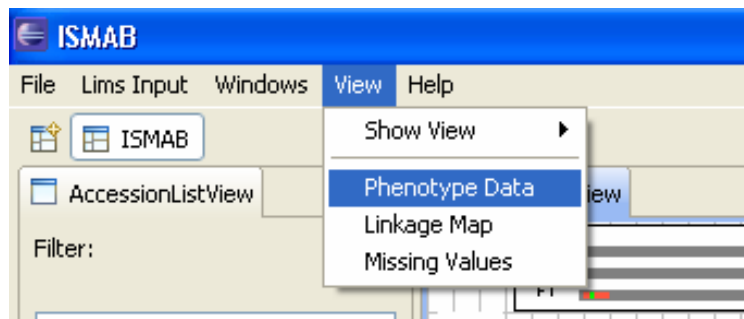 ISMAB
File Lims Input Windows View Help
Show View
ISMAB
Phenotype Data
AccessionListView iew
Linkage Map
Filter:
Missing Values
F1